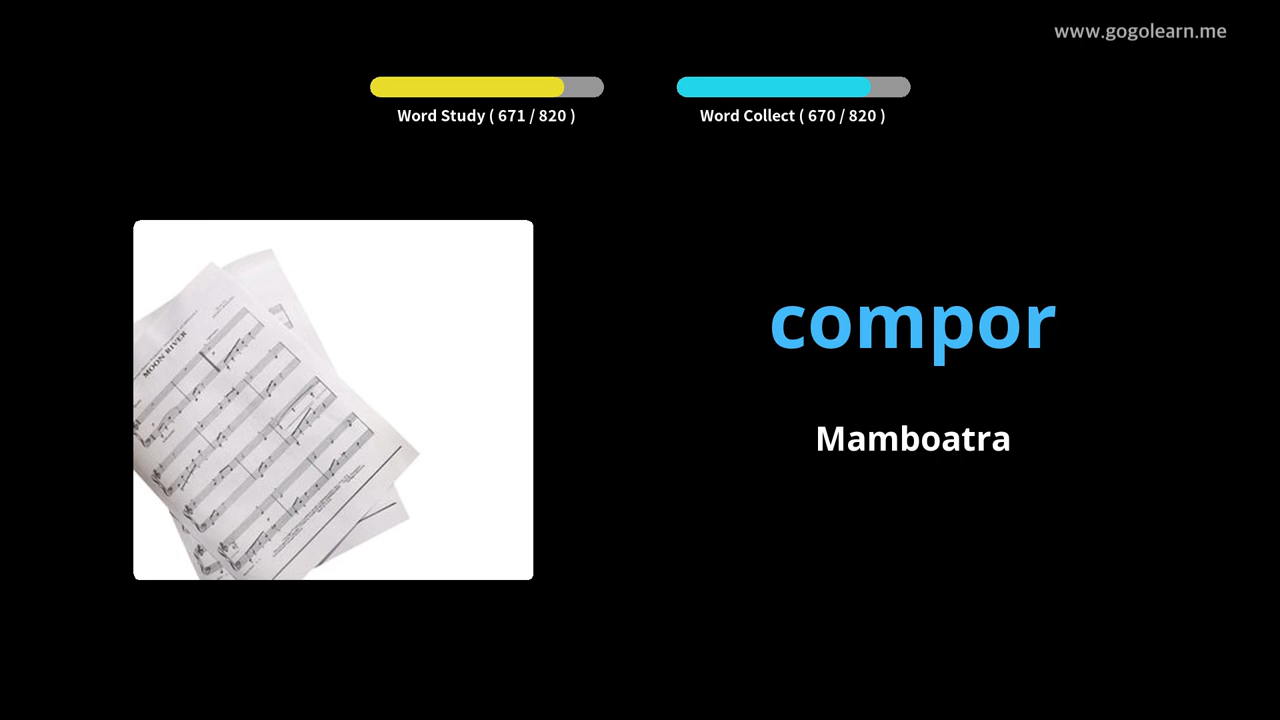 www.gogolearn.me
Word Study ( 671 / 820 )
Word Collect ( 670 / 820 )
MOON RIVER
compor
Mamboatra